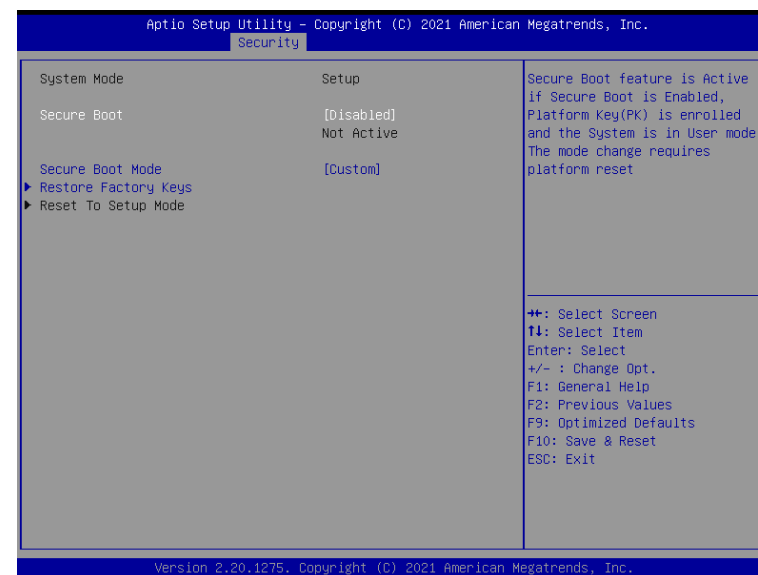 Aptio Setup Utility – Copyright (C) 2021 American Megatrends, Inc.
Security
System Mode Setup
Secure Boot [Disabled]
Not Active
Secure Boot Mode [Custom]
▶ Restore Factory Keys
▶ Reset To Setup Mode
Secure Boot feature is Active
if Secure Boot is Enabled,
Platform Key(PK) is enrolled
and the System is in User mode
The mode change requires
platform reset
→←: Select Screen
↑↓: Select Item
Enter: Select
+/- : Change Opt.
F1: General Help
F2: Previous Values
F9: Optimized Defaults
F10: Save & Reset
ESC: Exit
Version 2.20.1275. Copyright (C) 2021 American Megatrends, Inc.